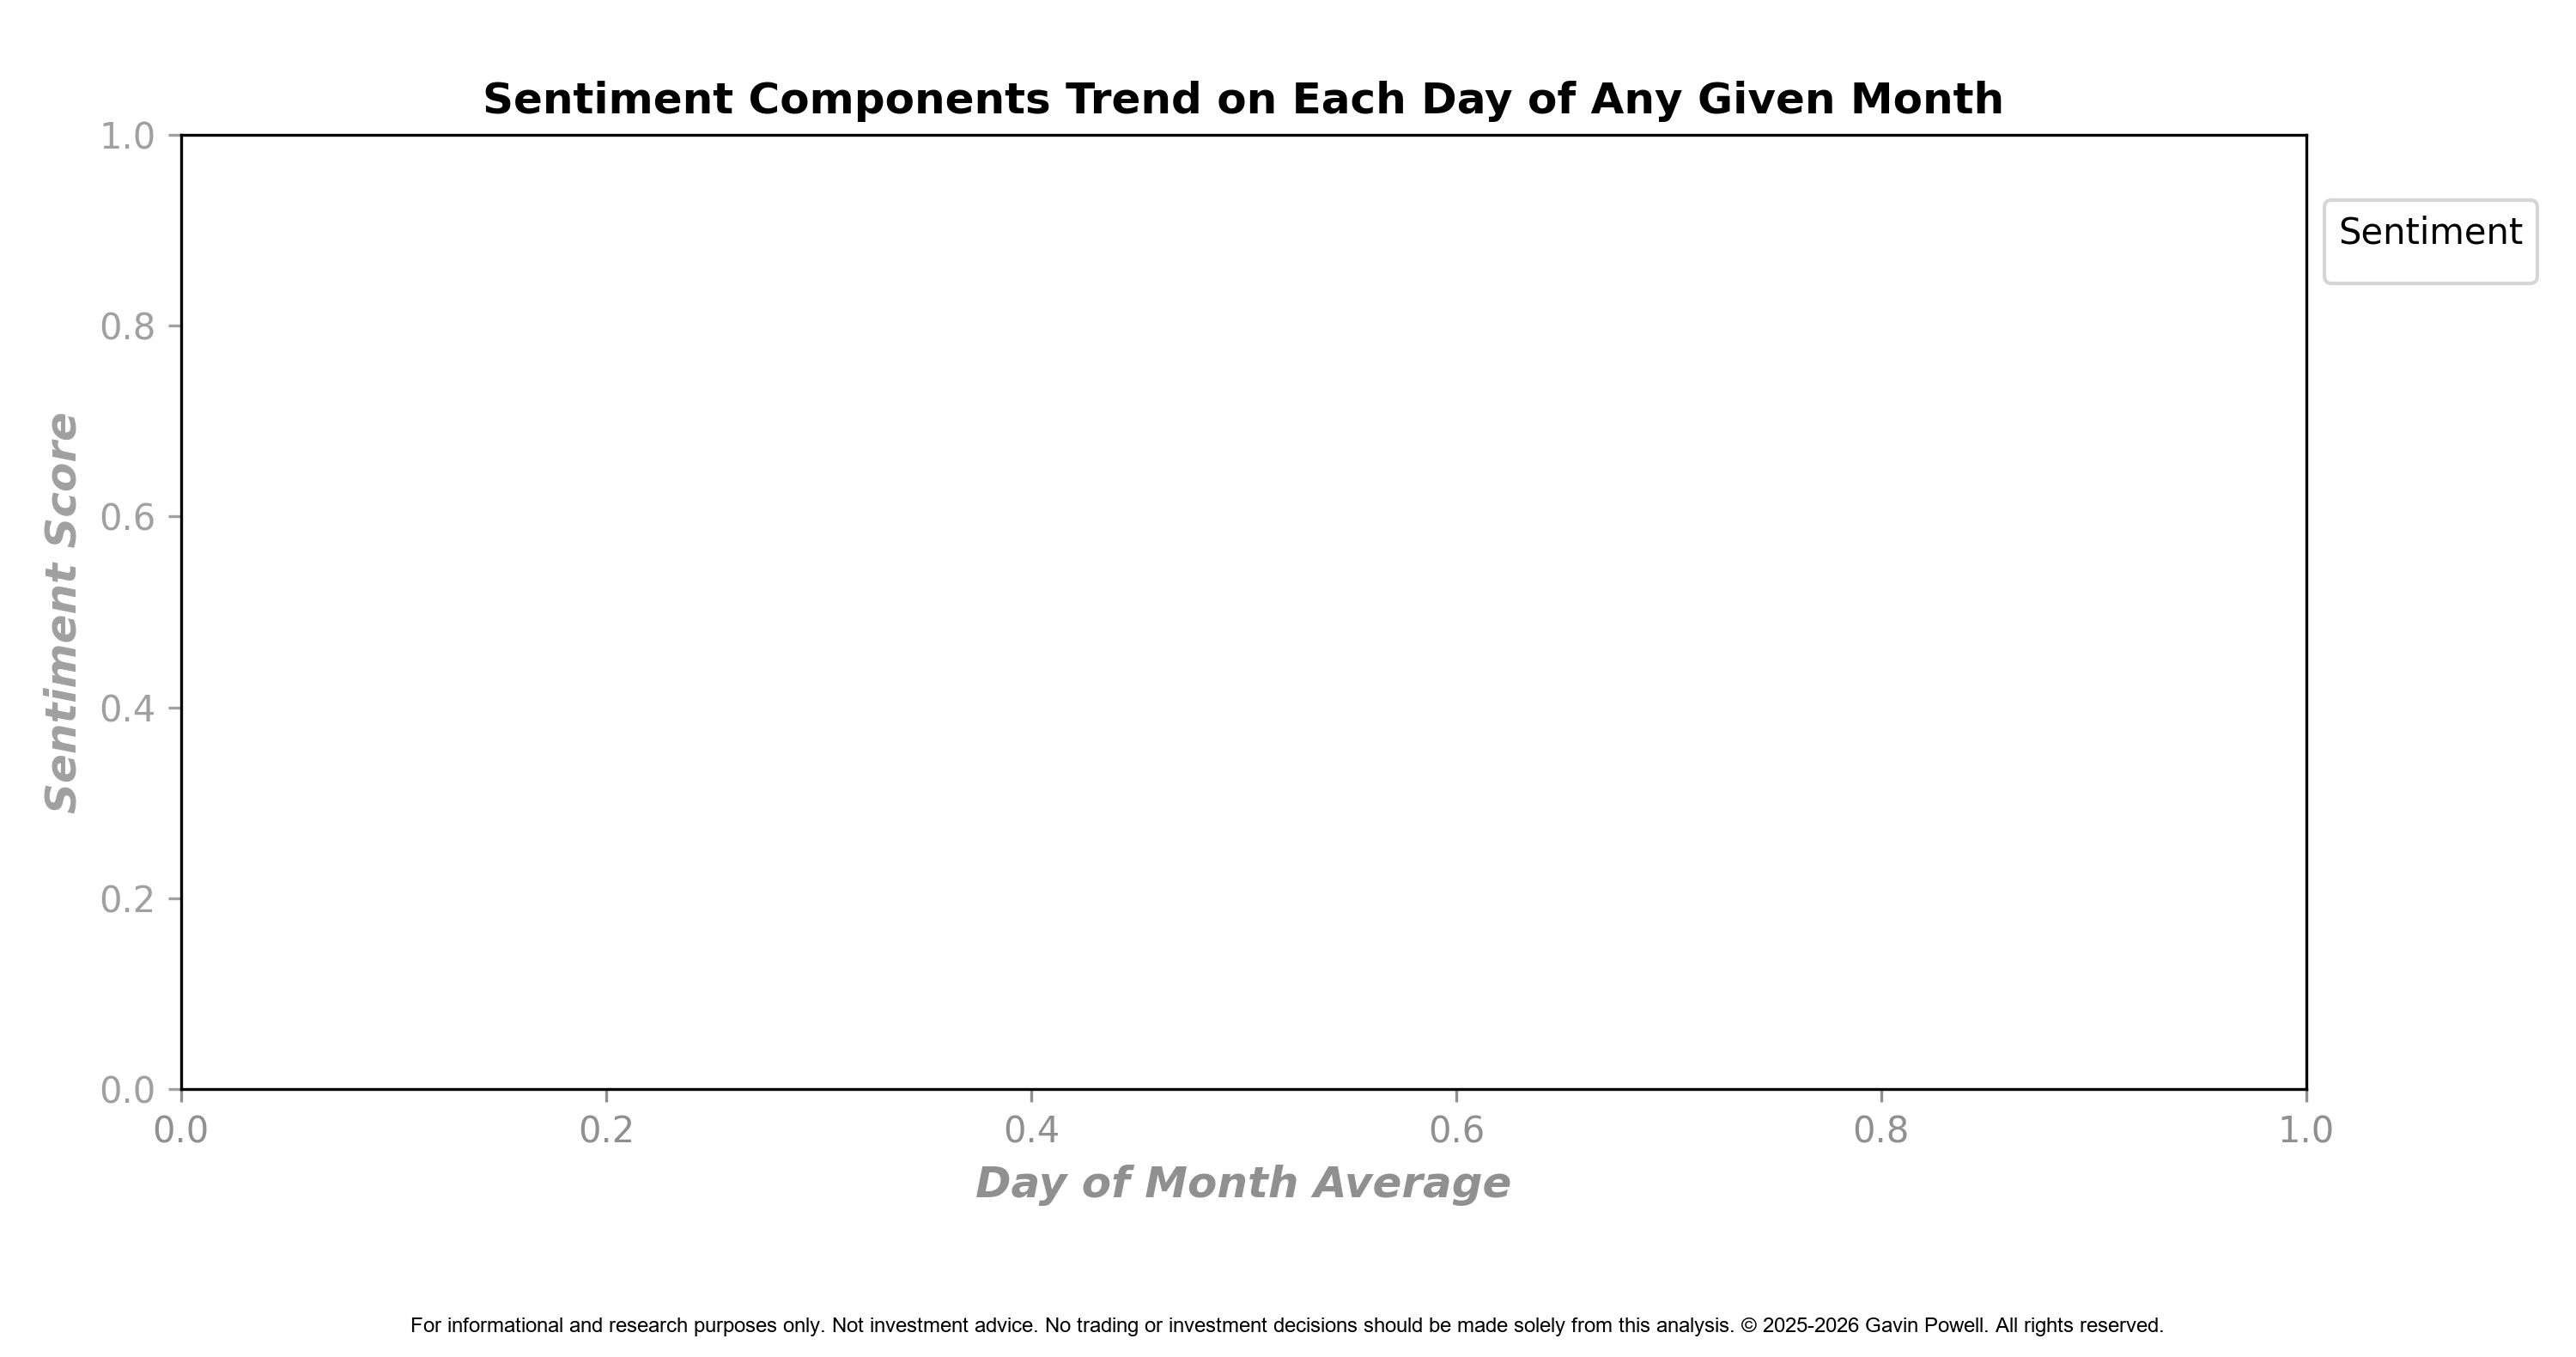 Sentiment Components Trend on Each Day of Any Given Month
1.0
0.8
0.6
0.4
0.2
0.0
Sentiment Score
Sentiment
0.0 0.2 0.4 0.6 0.8 1.0
Day of Month Average
For informational and research purposes only. Not investment advice. No trading or investment decisions should be made solely from this analysis. © 2025-2026 Gavin Powell. All rights reserved.